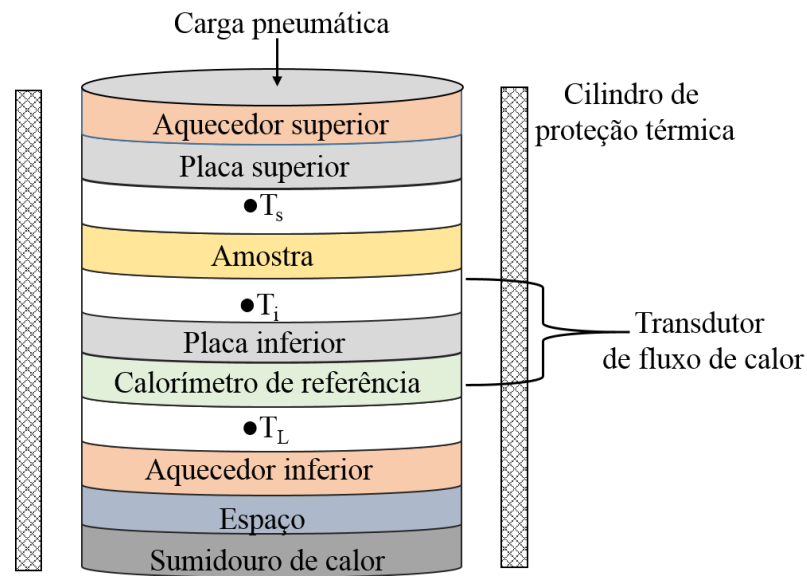 Carga pneumática
Cilindro de
proteção térmica
Aquecedor superior
Placa superior
●Tₛ
Amostra
●Tᵢ
Placa inferior
Transdutor
de fluxo de calor
Calorímetro de referência
●T_L
Aquecedor inferior
Espaço
Sumidouro de calor